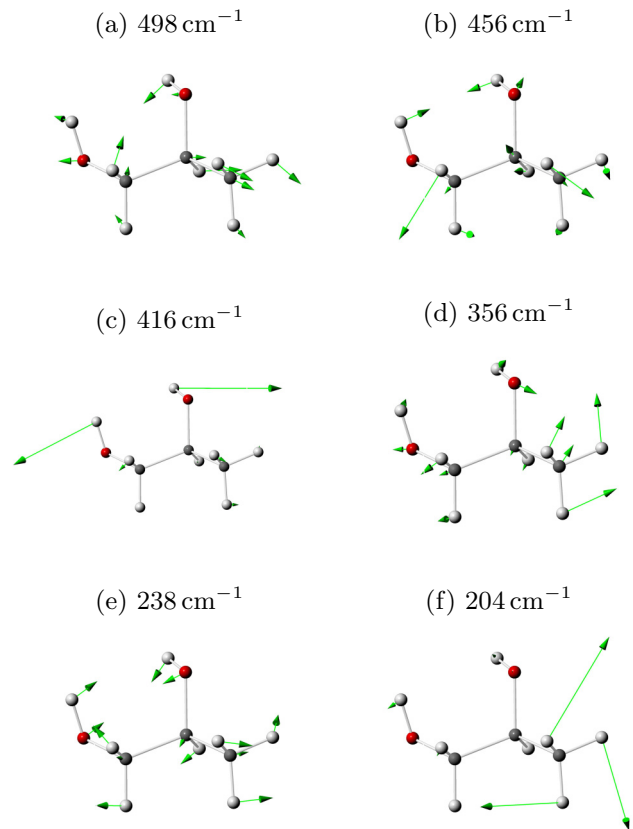 (a) 498 cm⁻¹
(b) 456 cm⁻¹
(c) 416 cm⁻¹
(d) 356 cm⁻¹
(e) 238 cm⁻¹
(f) 204 cm⁻¹